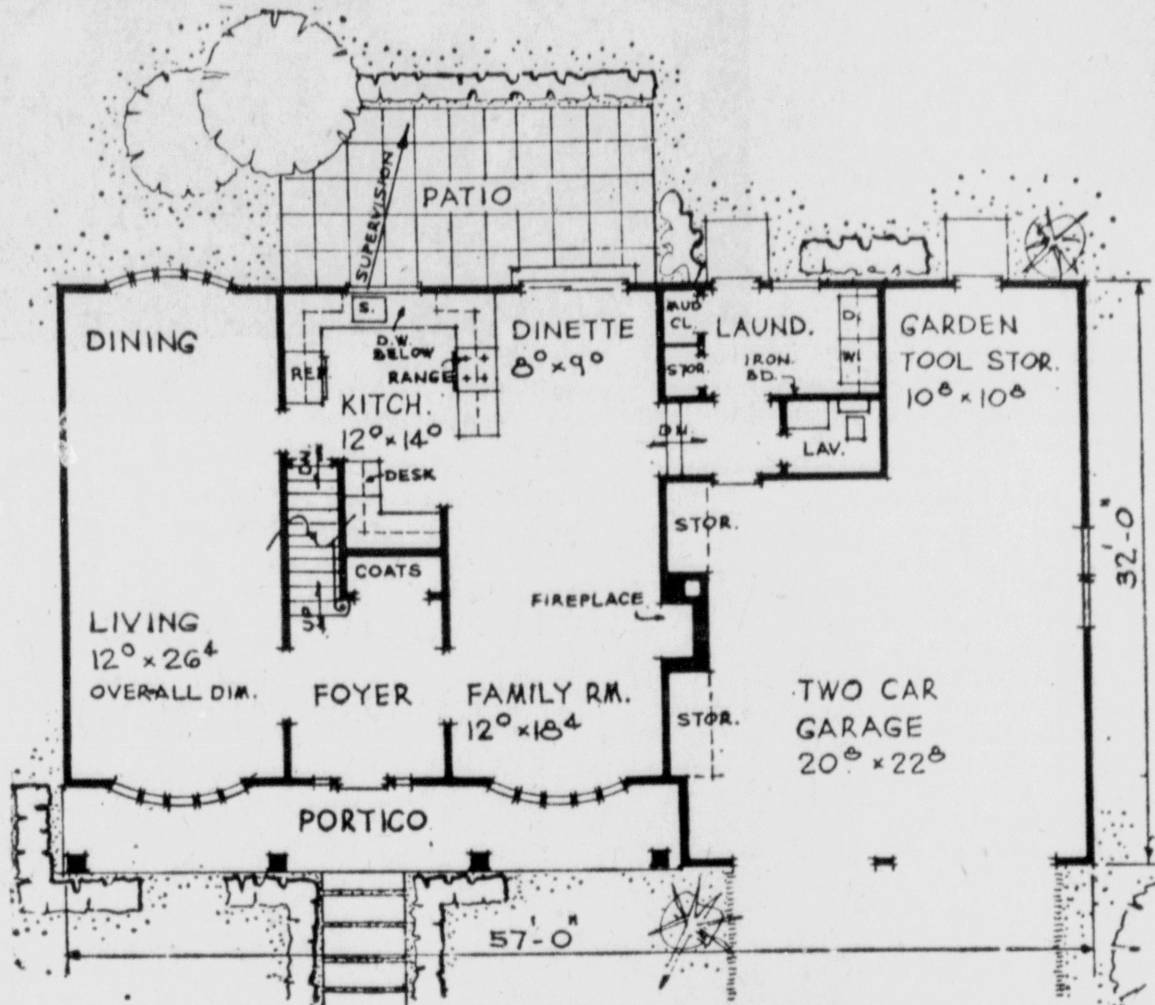 SUPERVISION
PATIO
DINING
S.
D.W.
BELOW
RANGE
REF
KITCH.
12⁰ × 14⁰
DINETTE
8⁰ × 9⁰
MUD
CL.
STOR.
LAUND.
IRON.
BD.
D.
W.
GARDEN
TOOL STOR.
10⁸ × 10⁸
DN
LAV.
DN
DESK
COATS
UP
STOR.
FIREPLACE
LIVING
12⁰ × 26⁴
OVERALL DIM.
FOYER
FAMILY RM.
12⁰ × 18⁴
STOR.
TWO CAR
GARAGE
20⁸ × 22⁸
32'-0"
PORTICO
57'-0"